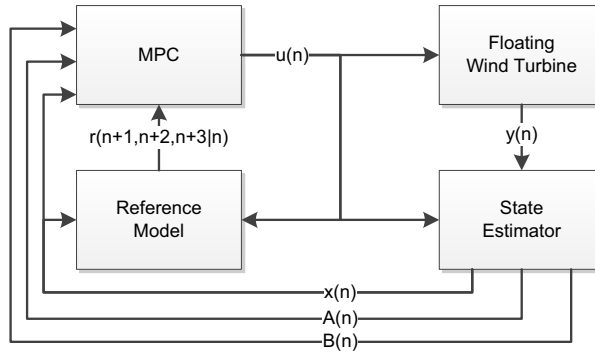 MPC
u(n)
Floating
Wind Turbine
r(n+1,n+2,n+3|n)
y(n)
Reference
Model
State
Estimator
x(n)
A(n)
B(n)